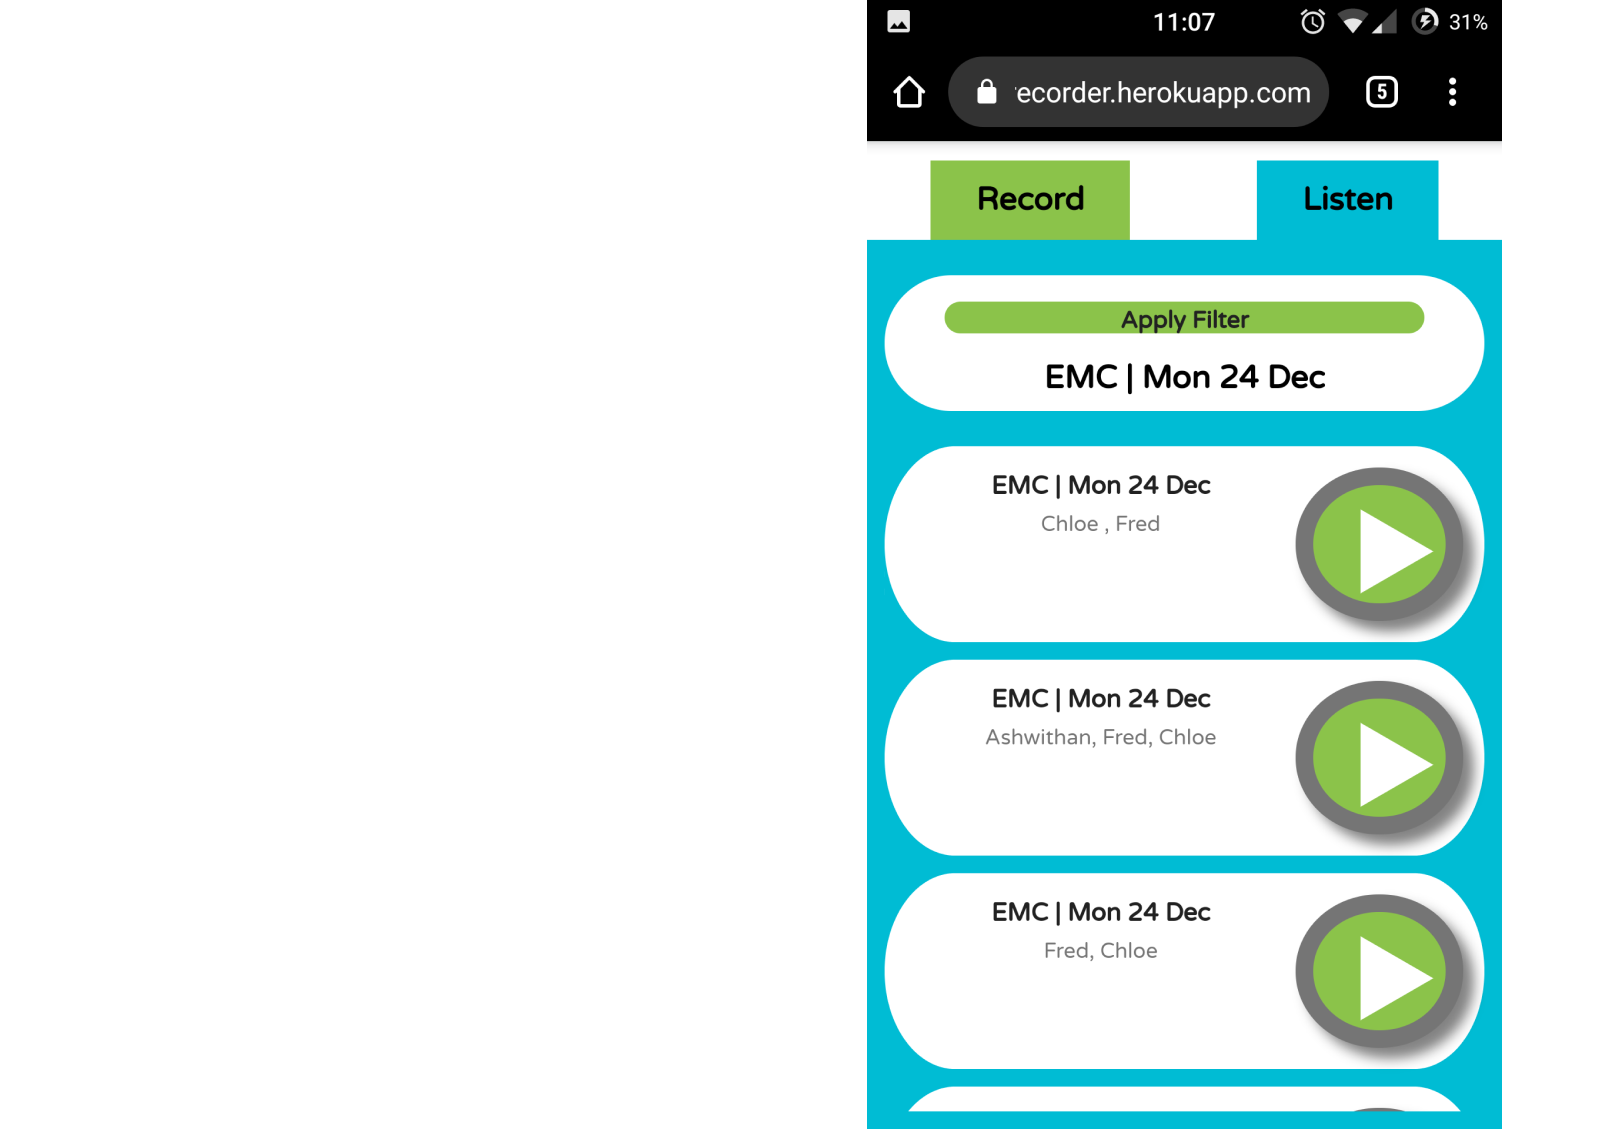 11:07 31%
ecorder.herokuapp.com 5
Record Listen
Apply Filter
EMC | Mon 24 Dec
EMC | Mon 24 Dec
Chloe , Fred
EMC | Mon 24 Dec
Ashwithan, Fred, Chloe
EMC | Mon 24 Dec
Fred, Chloe